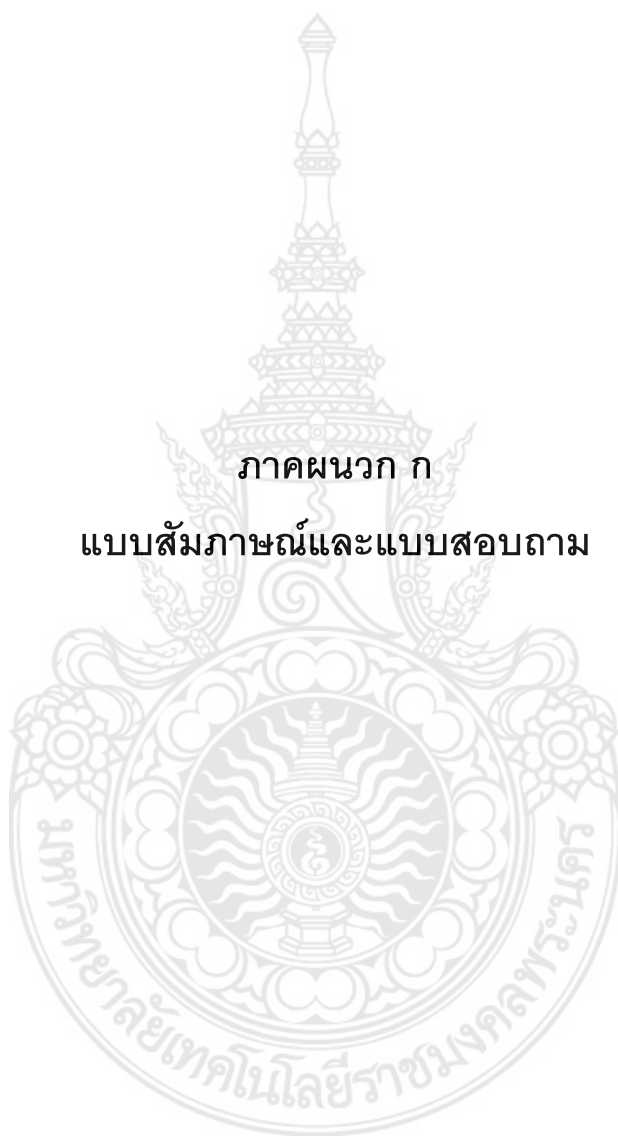 ภาคผนวก ก
แบบสัมภาษณ์และแบบสอบถาม
มหาวิทยาลัยเทคโนโลยีราชมงคลพระนคร